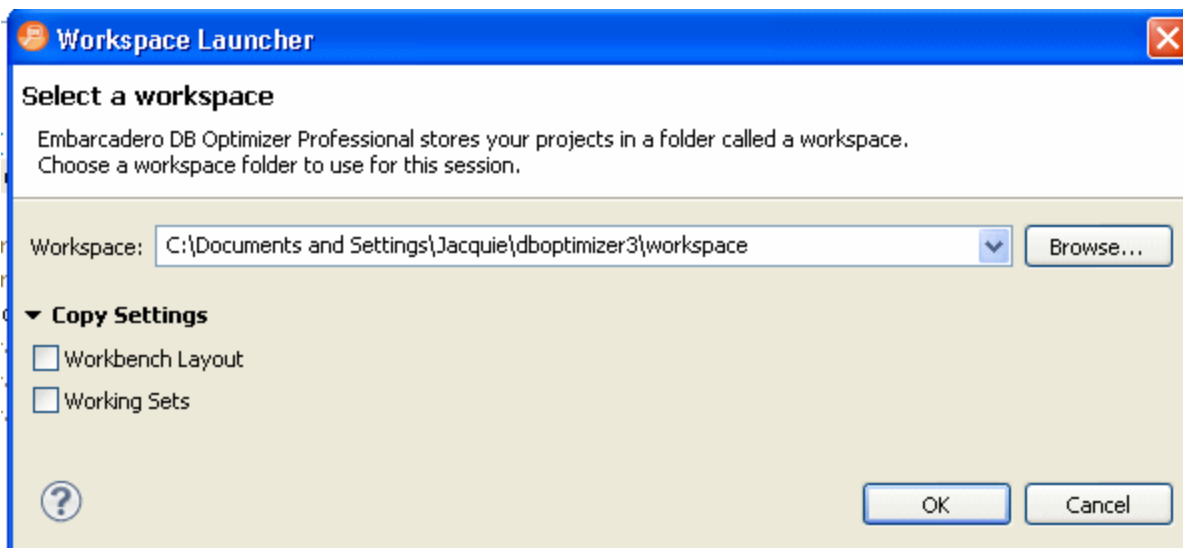 Workspace Launcher
Select a workspace
Embarcadero DB Optimizer Professional stores your projects in a folder called a workspace.
Choose a workspace folder to use for this session.
Workspace: C:\Documents and Settings\Jacquie\dboptimizer3\workspace Browse...
Copy Settings
Workbench Layout
Working Sets
? OK Cancel